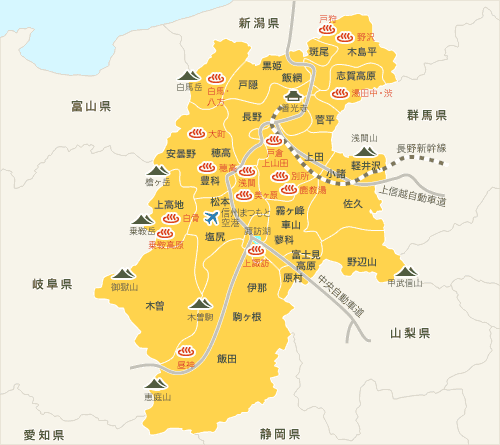 新潟県
戸狩
野沢
斑尾
木島平
黒姫
飯綱
志賀高原
白馬岳
白馬・
八方
戸隠
湯田中・渋
善光寺
富山県
長野
菅平
群馬県
大町
戸倉
上山田
浅間山
長野新幹線
安曇野
穂高
上田
軽井沢
穂高
別所
小諸
槍ヶ岳
豊科
浅間
鹿教湯
上信越自動車道
美ヶ原
松本
佐久
上高地
白骨
信州まつもと
空港
霧ヶ峰
乗鞍岳
車山
諏訪湖
蓼科
乗鞍高原
塩尻
上諏訪
富士見
高原
野辺山
御嶽山
原村
甲武信山
岐阜県
伊那
中央自動車道
木曽
木曽駒
駒ヶ根
山梨県
昼神
飯田
恵庭山
愛知県
静岡県